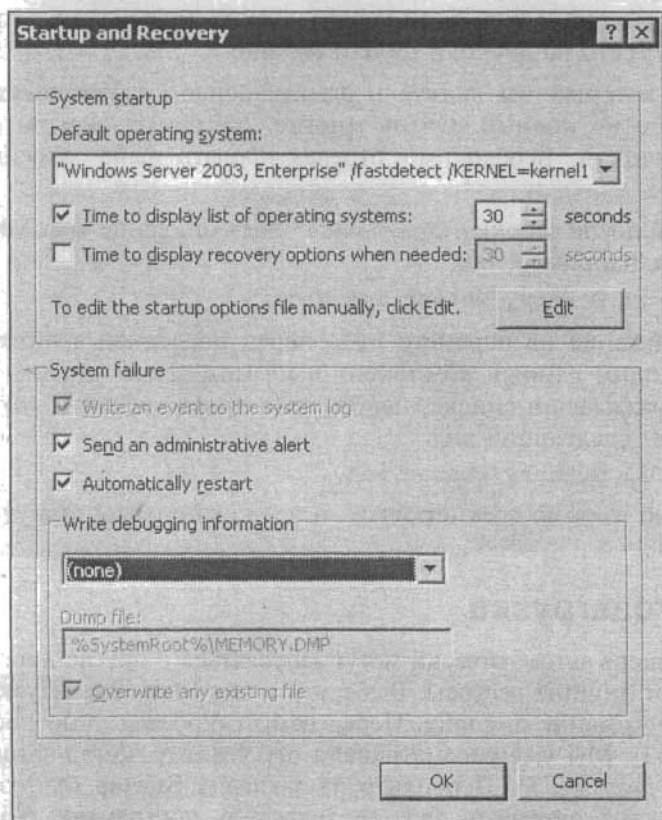 Startup and Recovery
System startup
Default operating system:
"Windows Server 2003, Enterprise" /fastdetect /KERNEL=kernel1
Time to display list of operating systems: 30 seconds
Time to display recovery options when needed: 30 seconds
To edit the startup options file manually, click Edit. Edit
System failure
Write an event to the system log
Send an administrative alert
Automatically restart
Write debugging information
(none)
Dump file:
%SystemRoot%\MEMORY.DMP
Overwrite any existing file
OK Cancel